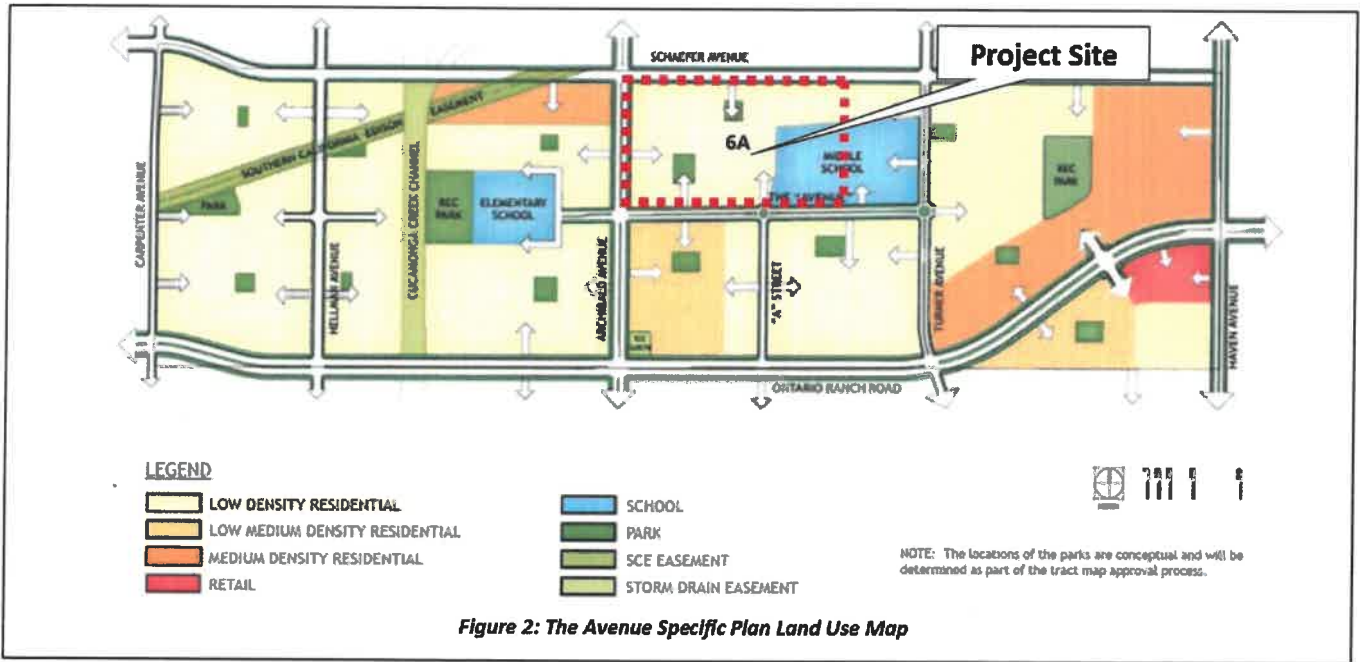 SCHAEFER AVENUE
Project Site
SOUTHERN CALIFORNIA EDISON EASEMENT
6A
MIDDLE
SCHOOL
REC
PARK
CARPENTER AVENUE
PARK
CUCAMONGA CREEK CHANNEL
REC
PARK
ELEMENTARY
SCHOOL
THE "AVENUE"
HELLMAN AVENUE
ARCHIBALD AVENUE
"A" STREET
TURNER AVENUE
HAVEN AVENUE
ONTARIO RANCH ROAD
LEGEND
LOW DENSITY RESIDENTIAL
LOW MEDIUM DENSITY RESIDENTIAL
MEDIUM DENSITY RESIDENTIAL
RETAIL
SCHOOL
PARK
SCE EASEMENT
STORM DRAIN EASEMENT
NOTE: The locations of the parks are conceptual and will be
determined as part of the tract map approval process.
Figure 2: The Avenue Specific Plan Land Use Map